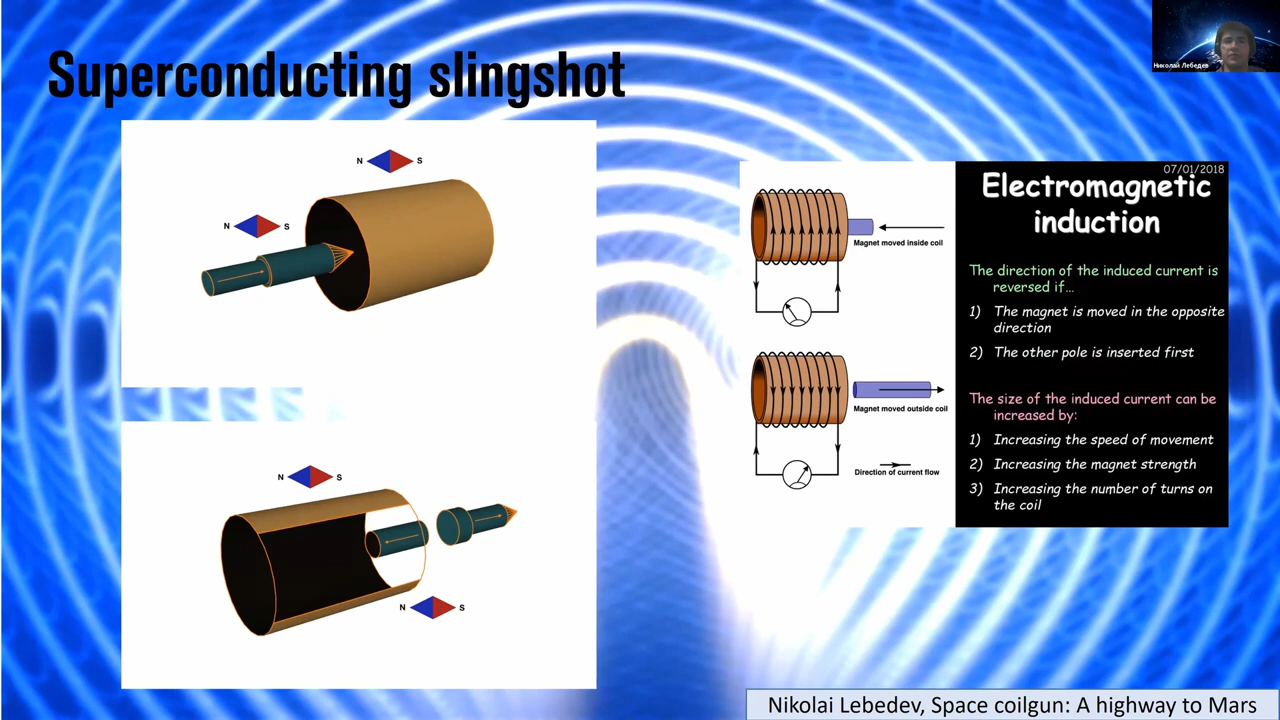 Superconducting slingshot
Николай Лебедев
N S
N S
N S
N S
Magnet moved inside coil
Magnet moved outside coil
Direction of current flow
07/01/2018
Electromagnetic
induction
The direction of the induced current is
reversed if...
1) The magnet is moved in the opposite
direction
2) The other pole is inserted first
The size of the induced current can be
increased by:
1) Increasing the speed of movement
2) Increasing the magnet strength
3) Increasing the number of turns on
the coil
Nikolai Lebedev, Space coilgun: A highway to Mars